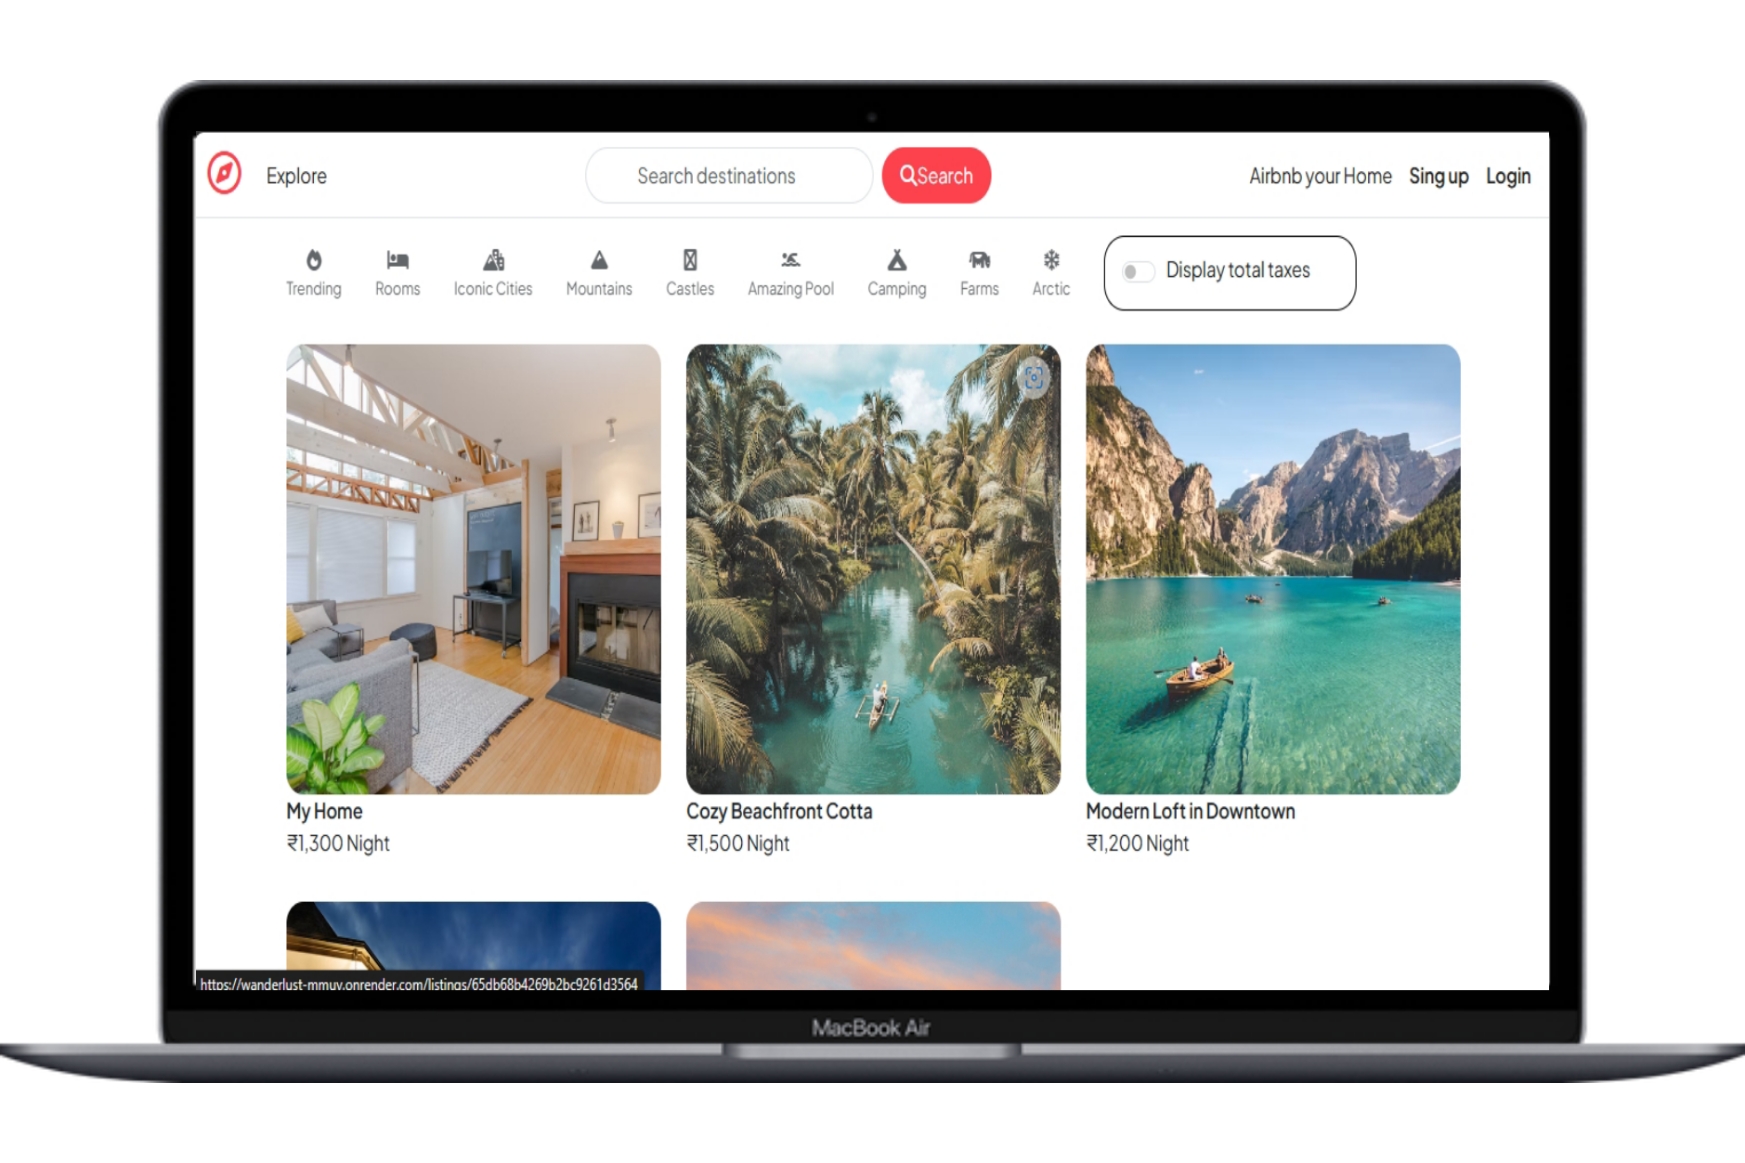 Explore
Search destinations
Search
Airbnb your Home
Sing up
Login
Trending
Rooms
Iconic Cities
Mountains
Castles
Amazing Pool
Camping
Farms
Arctic
Display total taxes
My Home
₹1,300 Night
Cozy Beachfront Cotta
₹1,500 Night
Modern Loft in Downtown
₹1,200 Night
https://wanderlust-mmuv.onrender.com/listings/65db68b4269b2bc9261d3564
MacBook Air